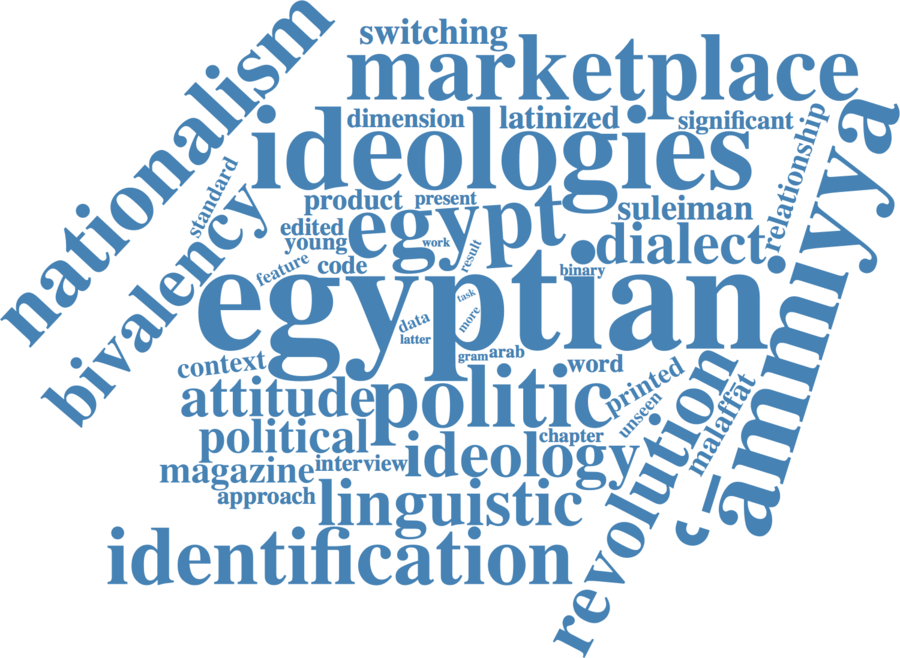 switching
nationalism
marketplace
dimension
latinized
significant
ideologies
relationship
ʿāmmiyya
standard
product
present
bivalency
edited
egypt
suleiman
young
work
dialect
code
result
feature
binary
egyptian
task
more
data
latter
gram
arab
context
word
attitude
politic
printed
unseen
revolution
malaffāt
political
chapter
magazine
interview
ideology
approach
linguistic
identification